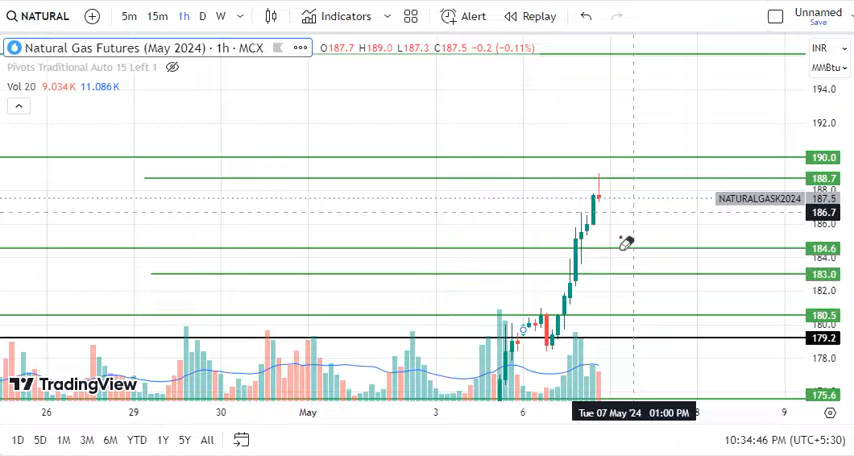 NATURAL 5m 15m 1h D W Indicators Alert Replay Unnamed
Save
Natural Gas Futures (May 2024) · 1h · MCX O187.7 H189.0 L187.3 C187.5 −0.2 (−0.11%) INR
Pivots Traditional Auto 15 Left 1 MMBtu
Vol 20 9.034K 11.086K
194.0
192.0
190.0
188.7
188.0
NATURALGASK2024 187.5
186.7
186.0
184.6
184.0
183.0
182.0
180.5
180.0
179.2
178.0
TradingView
175.6
26 29 30 May 3 6 Tue 07 May '24 01:00 PM 8 9
1D 5D 1M 3M 6M YTD 1Y 5Y All 10:34:46 PM (UTC+5:30)